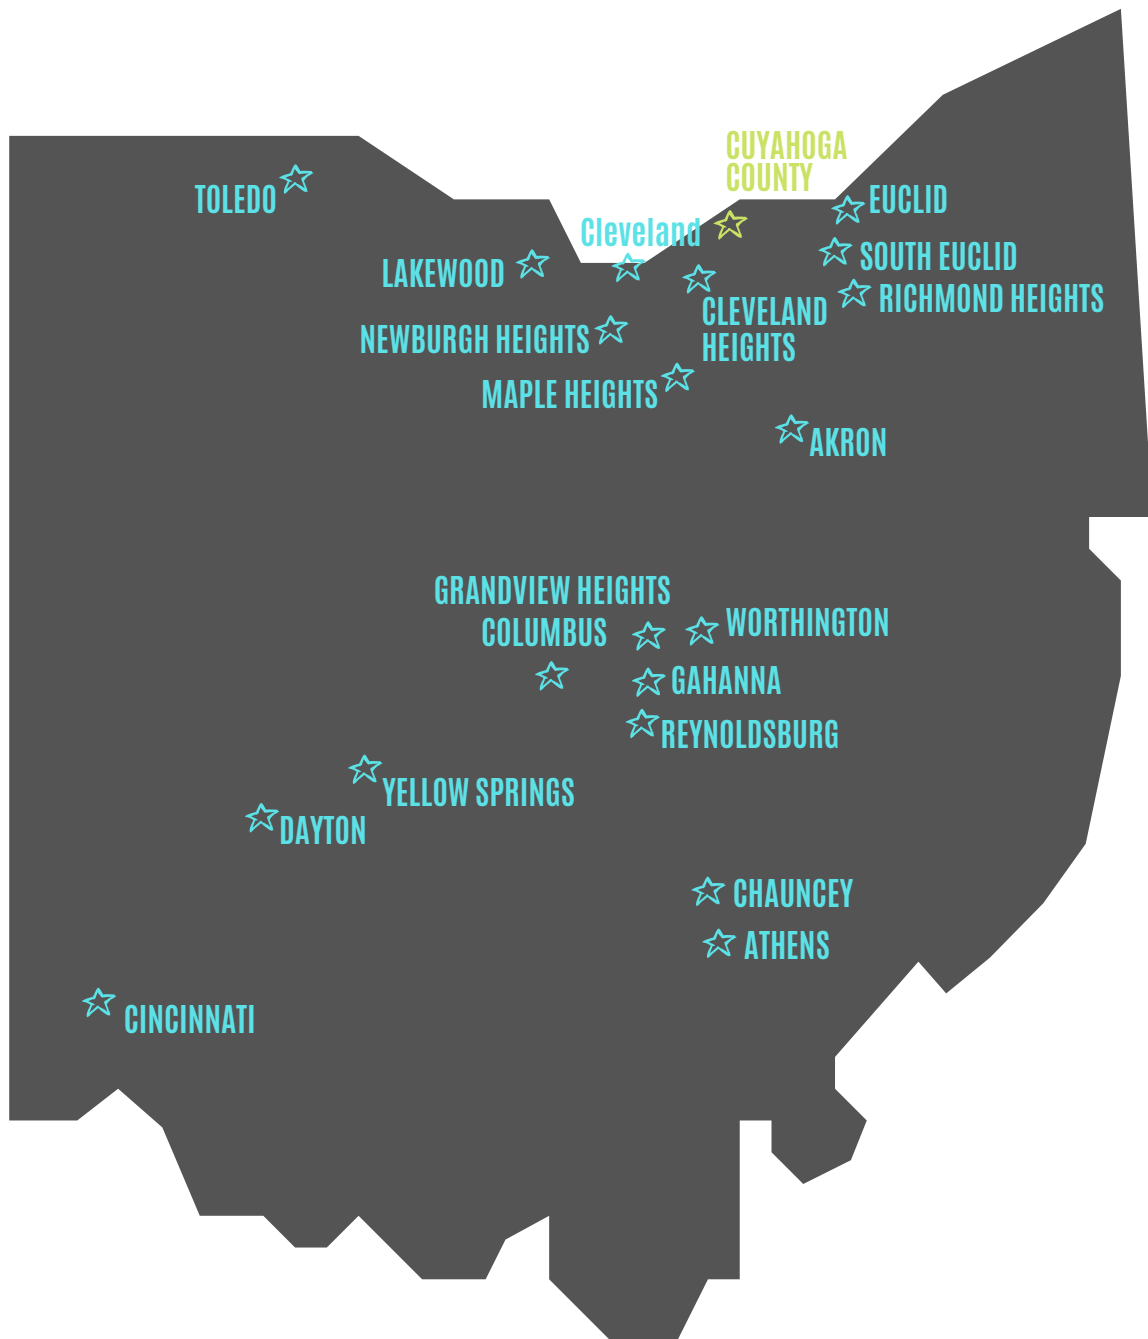 CUYAHOGA
COUNTY
TOLEDO
EUCLID
Cleveland
SOUTH EUCLID
LAKEWOOD
RICHMOND HEIGHTS
CLEVELAND
HEIGHTS
NEWBURGH HEIGHTS
MAPLE HEIGHTS
AKRON
GRANDVIEW HEIGHTS
WORTHINGTON
COLUMBUS
GAHANNA
REYNOLDSBURG
YELLOW SPRINGS
DAYTON
CHAUNCEY
ATHENS
CINCINNATI